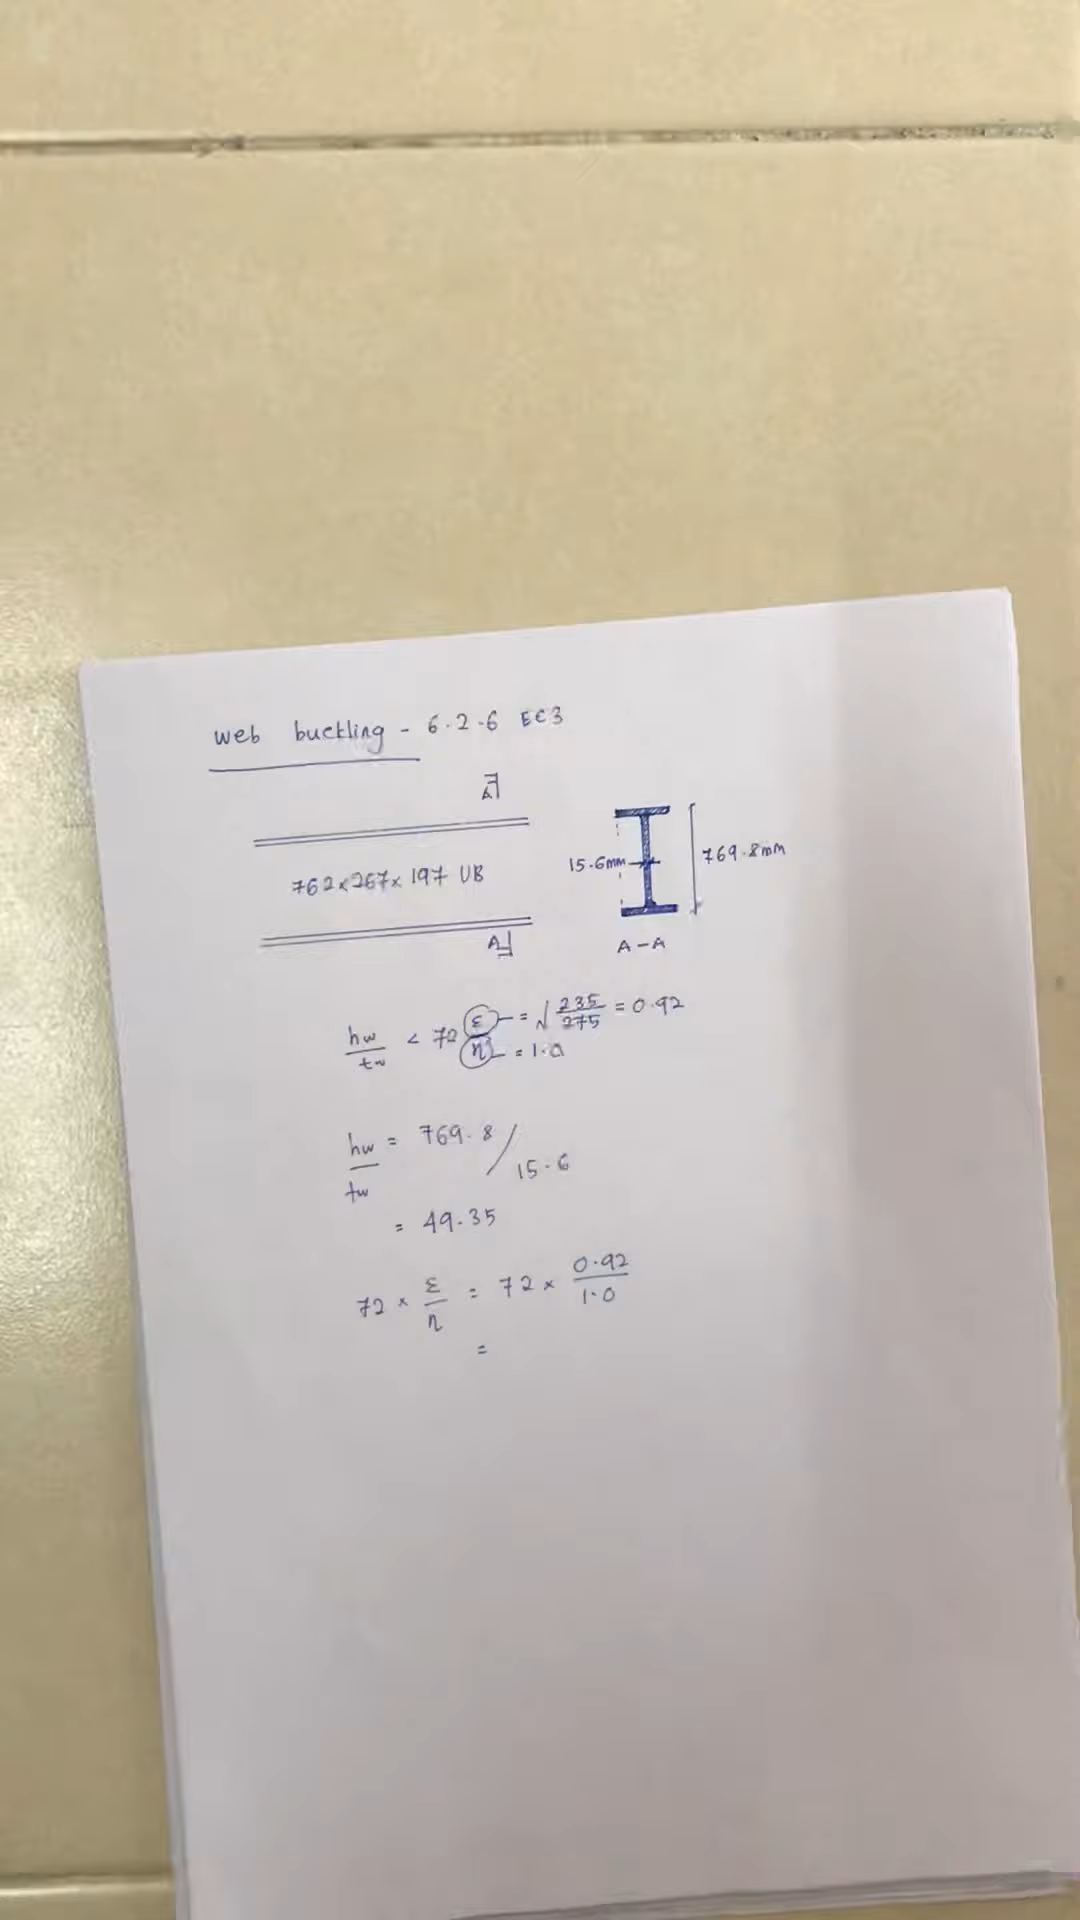 web buckling - 6.2.6 EC3
A
762x267x197 UB
15.6mm
769.8mm
A
A-A
hw/tw < 72 ε/η
ε = √235/275 = 0.92
η = 1.0
hw/tw = 769.8/15.6
= 49.35
72 x ε/η = 72 x 0.92/1.0
=